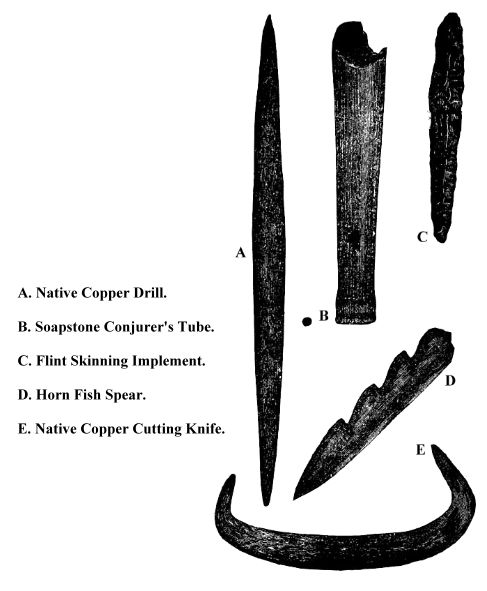 A
B
C
A. Native Copper Drill.
B. Soapstone Conjurer's Tube.
C. Flint Skinning Implement.
D. Horn Fish Spear.
E. Native Copper Cutting Knife.
D
E